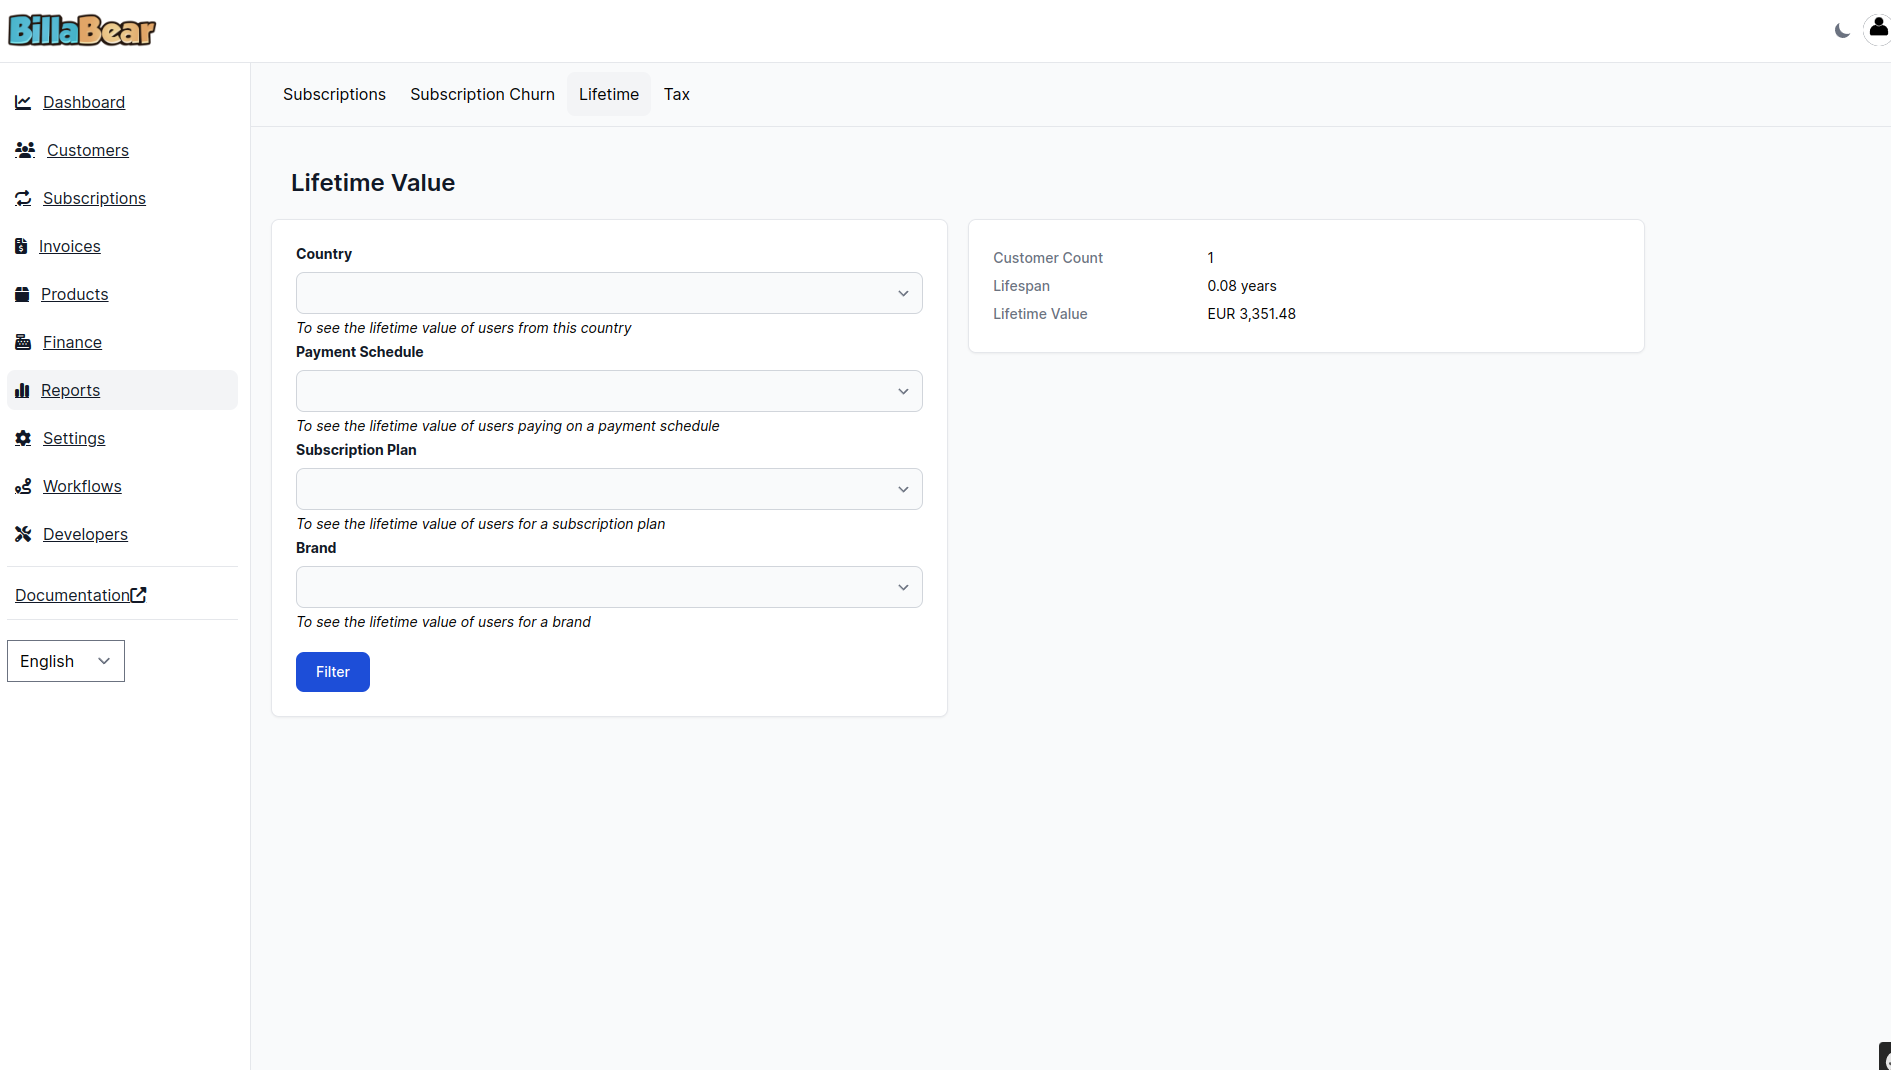 BillaBear
Dashboard
Customers
Subscriptions
Invoices
Products
Finance
Reports
Settings
Workflows
Developers
Documentation
English
Subscriptions Subscription Churn Lifetime Tax
Lifetime Value
Country
To see the lifetime value of users from this country
Payment Schedule
To see the lifetime value of users paying on a payment schedule
Subscription Plan
To see the lifetime value of users for a subscription plan
Brand
To see the lifetime value of users for a brand
Filter
Customer Count 1
Lifespan 0.08 years
Lifetime Value EUR 3,351.48